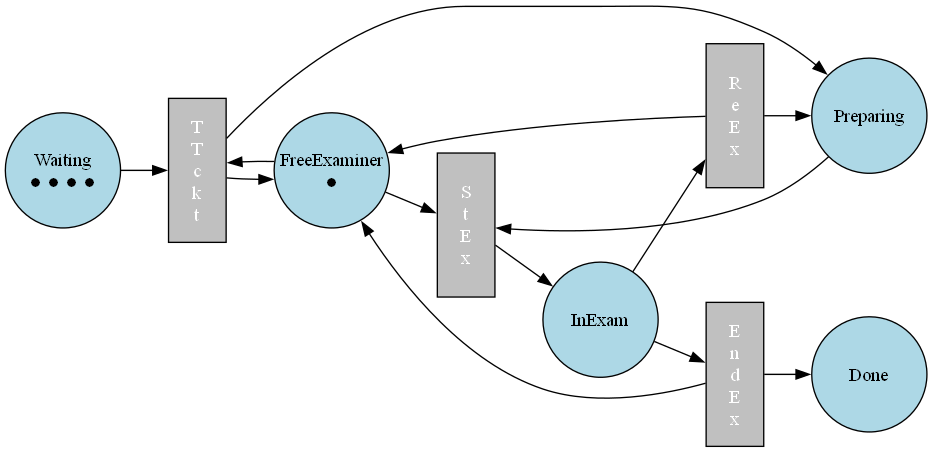 Waiting
T
T
c
k
t
FreeExaminer
S
t
E
x
InExam
R
e
E
x
Preparing
E
n
d
E
x
Done